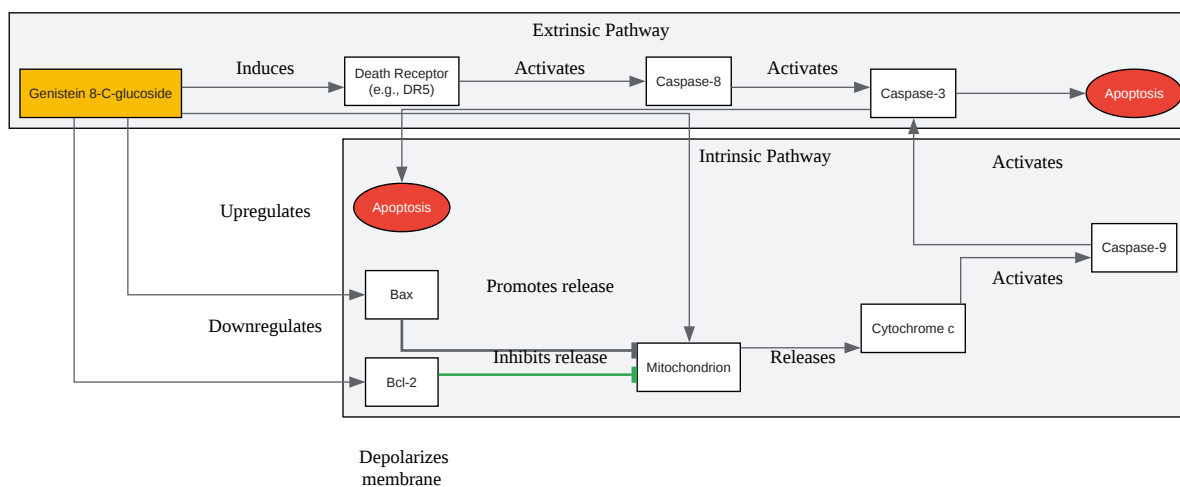 Extrinsic Pathway
Genistein 8-C-glucoside
Induces
Death Receptor
(e.g., DR5)
Activates
Caspase-8
Activates
Caspase-3
Apoptosis
Intrinsic Pathway
Activates
Apoptosis
Upregulates
Caspase-9
Bax
Promotes release
Activates
Downregulates
Cytochrome c
Inhibits release
Mitochondrion
Releases
Bcl-2
Depolarizes
membrane